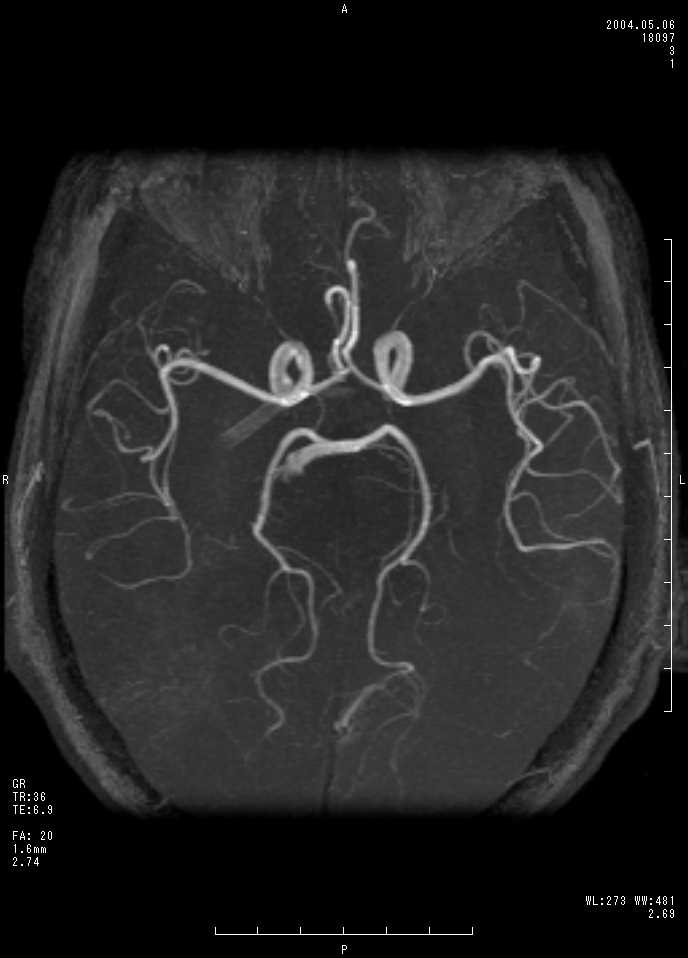 A
2004.05.06
18097
3
1
R
L
GR
TR:36
TE:6.9
FA: 20
1.6mm
2.74
WL:273 WW:481
2.69
P